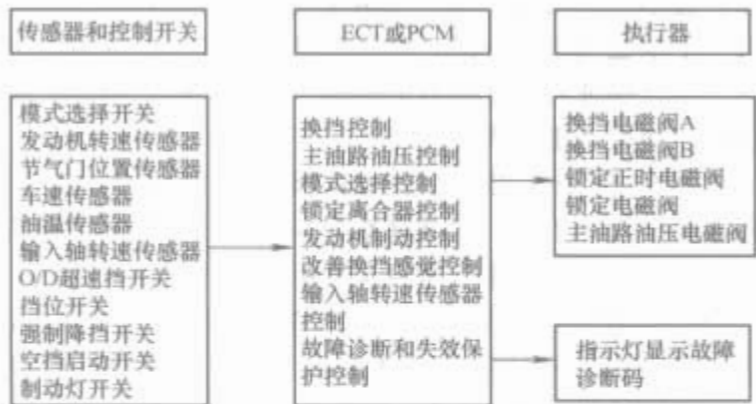 传感器和控制开关
ECT或PCM
执行器
模式选择开关
发动机转速传感器
节气门位置传感器
车速传感器
油温传感器
输入轴转速传感器
O/D超速挡开关
挡位开关
强制降挡开关
空挡启动开关
制动灯开关
换挡控制
主油路油压控制
模式选择控制
锁定离合器控制
发动机制动控制
改善换挡感觉控制
输入轴转速传感器
控制
故障诊断和失效保
护控制
换挡电磁阀A
换挡电磁阀B
锁定正时电磁阀
锁定电磁阀
主油路油压电磁阀
指示灯显示故障
诊断码